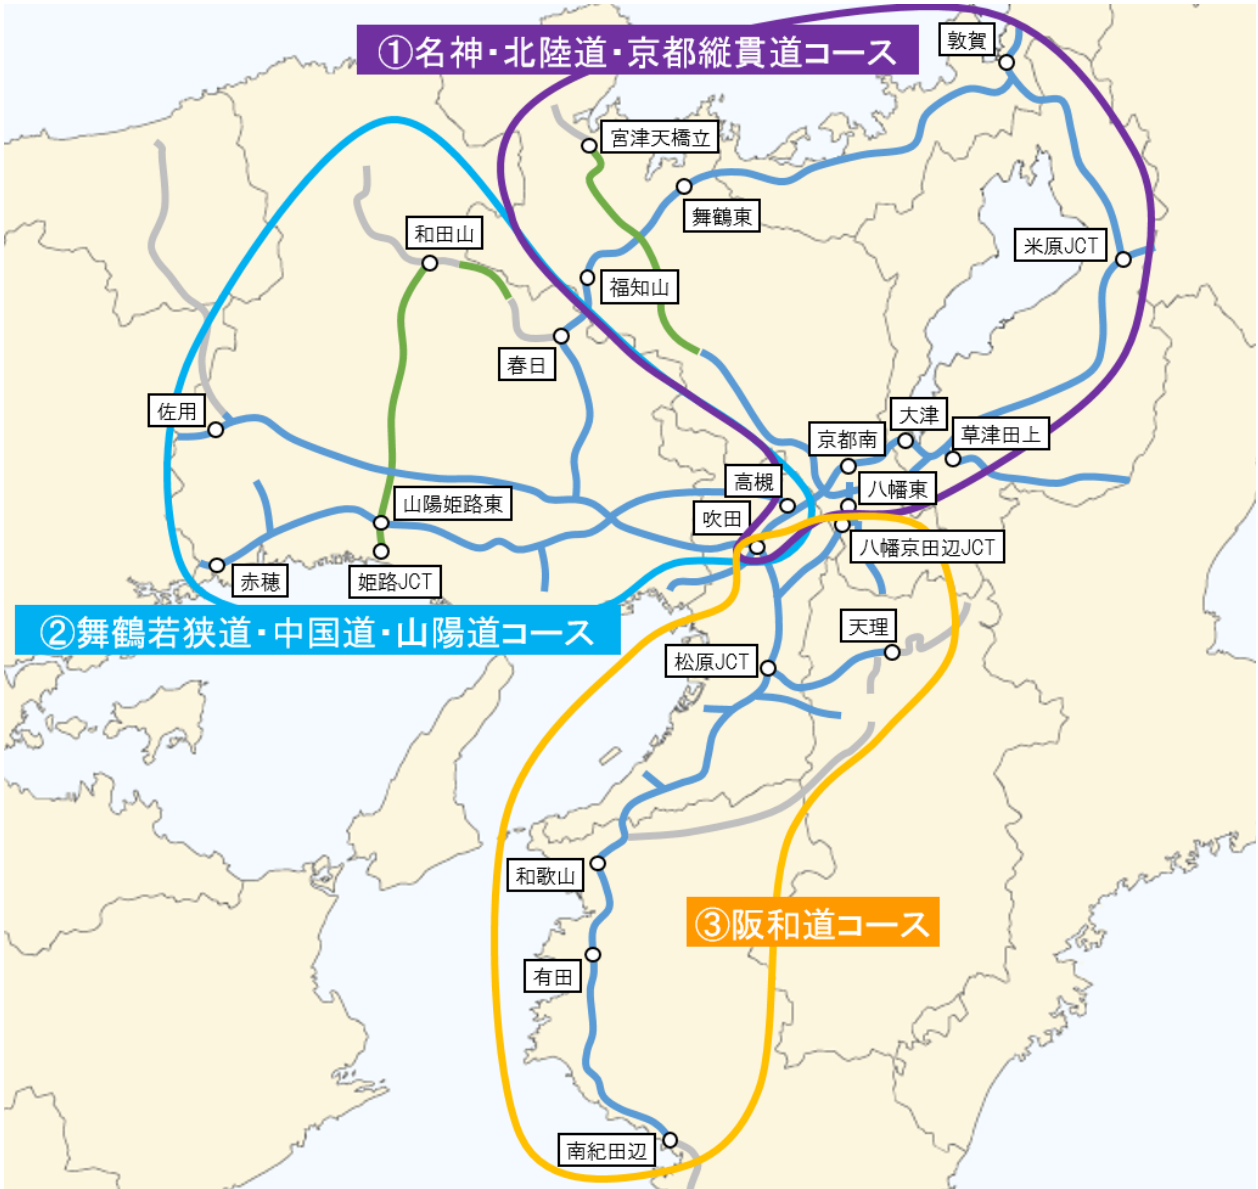 ①名神・北陸道・京都縦貫道コース
敦賀
宮津天橋立
舞鶴東
和田山
米原JCT
福知山
春日
佐用
大津
京都南
草津田上
高槻
八幡東
山陽姫路東
吹田
八幡京田辺JCT
赤穂
姫路JCT
②舞鶴若狭道・中国道・山陽道コース
天理
松原JCT
和歌山
③阪和道コース
有田
南紀田辺